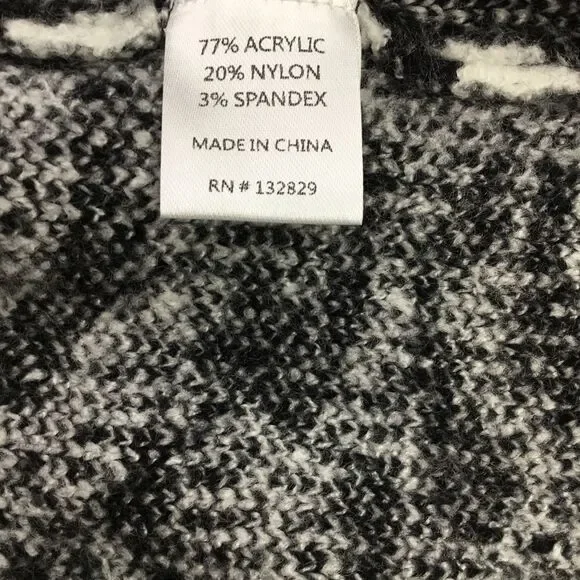 77% ACRYLIC
20% NYLON
3% SPANDEX
MADE IN CHINA
RN # 132829